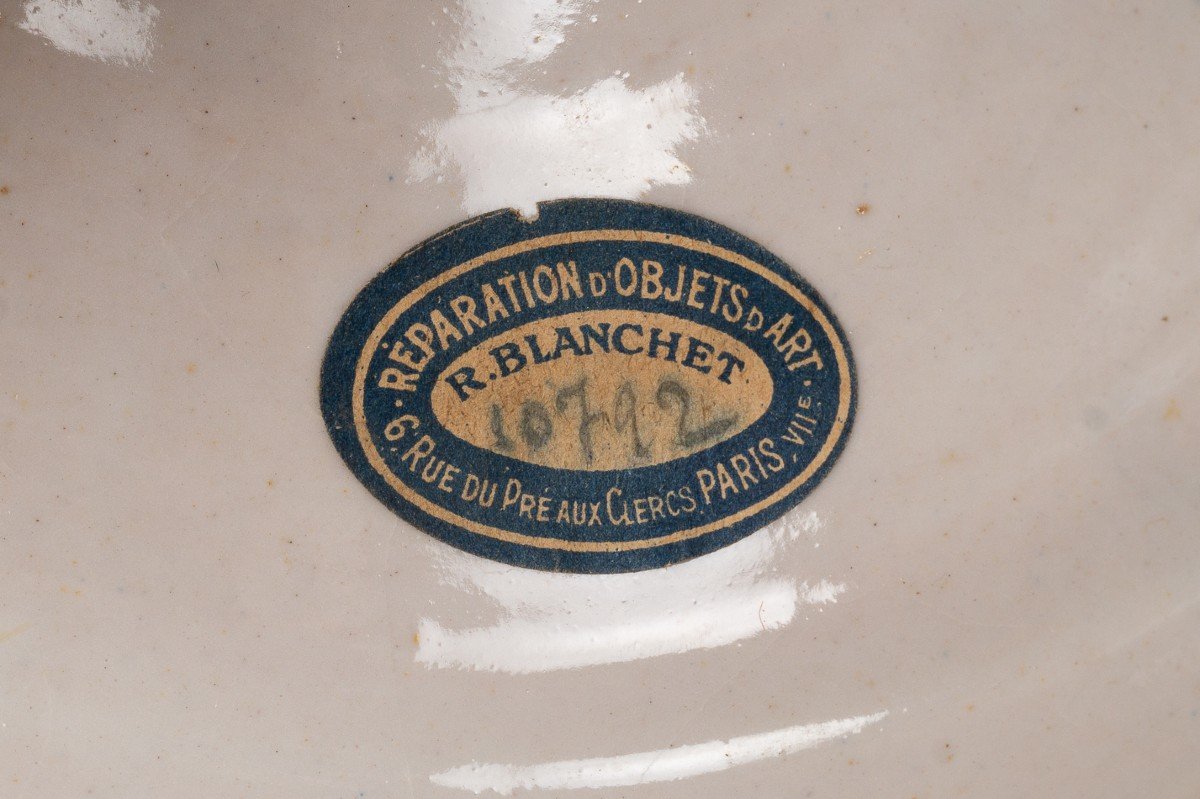 RÉPARATION D'OBJETS D'ART
R. BLANCHET
10792
6, RUE DU PRÉ AUX CLERCS, PARIS, VIIE